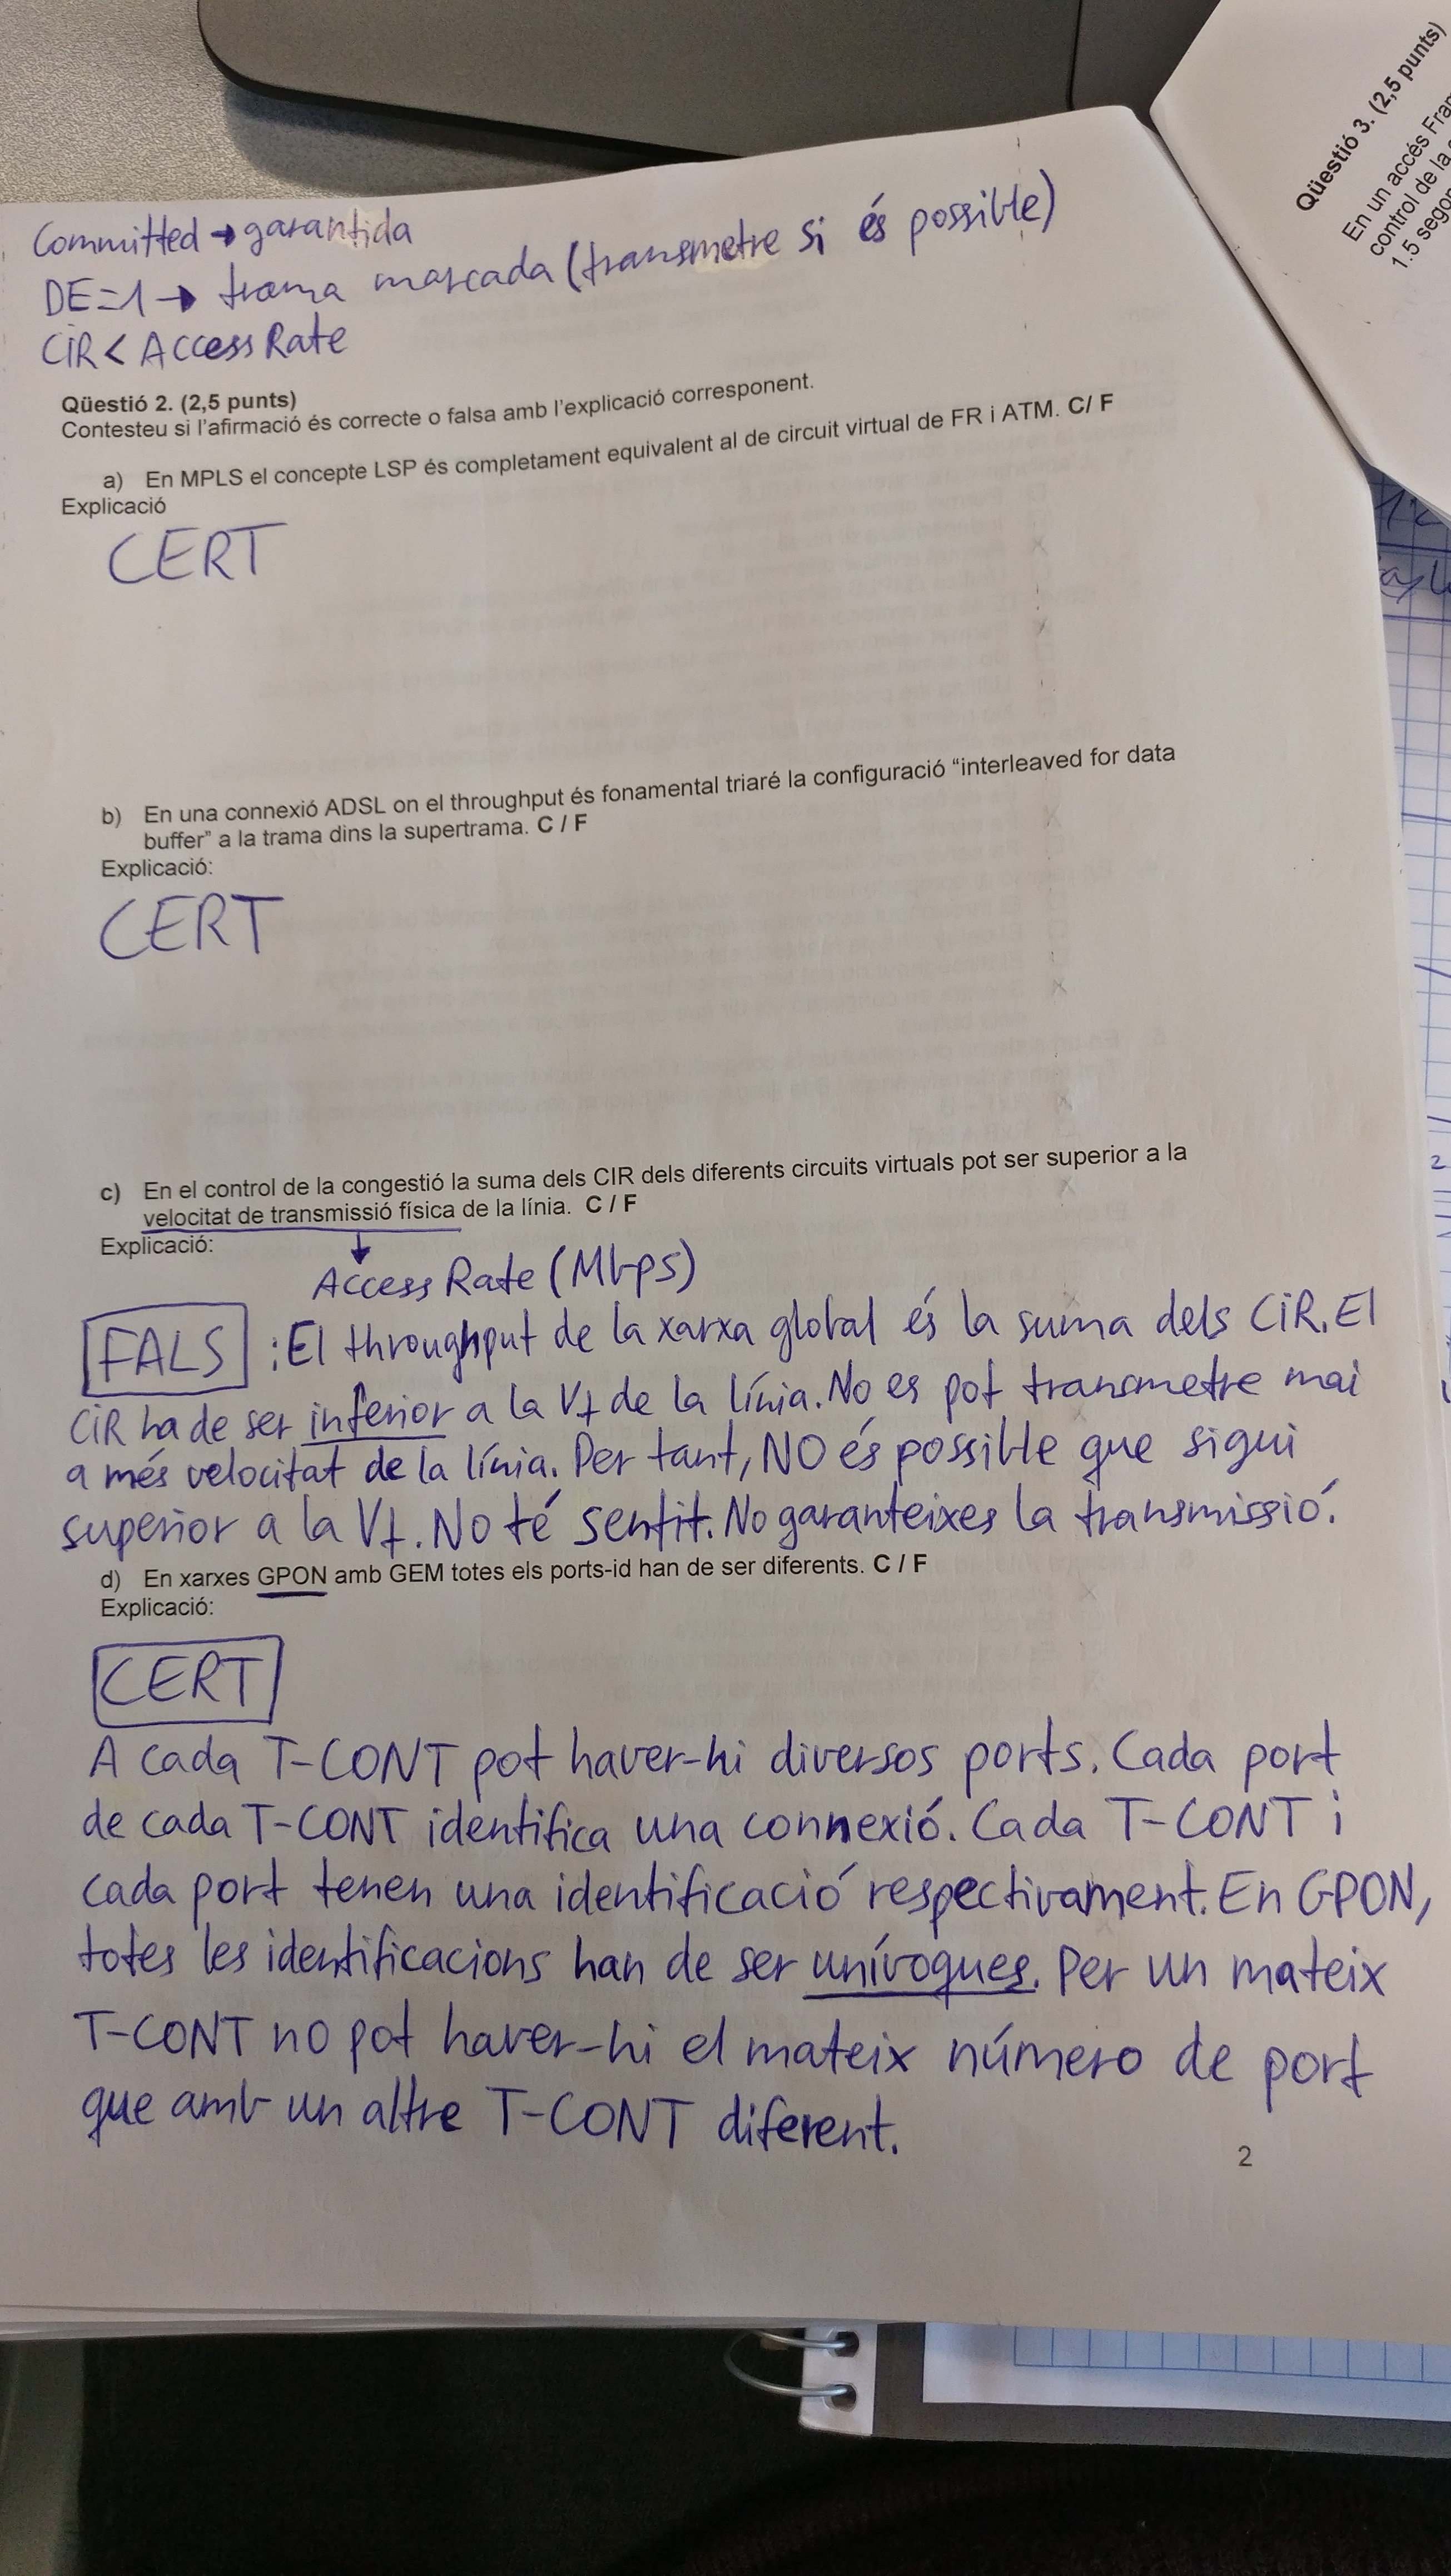 Committed → garantida
DE=1 → trama marcada (transmetre si és possible)
CiR < Access Rate
Qüestió 2. (2,5 punts)
Contesteu si l'afirmació és correcte o falsa amb l'explicació corresponent.
a) En MPLS el concepte LSP és completament equivalent al de circuit virtual de FR i ATM. C/ F
Explicació
CERT
b) En una connexió ADSL on el throughput és fonamental triaré la configuració “interleaved for data
buffer” a la trama dins la supertrama. C / F
Explicació:
CERT
c) En el control de la congestió la suma dels CIR dels diferents circuits virtuals pot ser superior a la
velocitat de transmissió física de la línia. C / F
Explicació:
Access Rate (Mbps)
FALS : El throughput de la xarxa global és la suma dels CiR. El
CiR ha de ser inferior a la Vt de la línia. No es pot transmetre mai
a més velocitat de la línia. Per tant, NO és possible que sigui
superior a la Vt. No té sentit. No garanteixes la transmissió.
d) En xarxes GPON amb GEM totes els ports-id han de ser diferents. C / F
Explicació:
CERT
A cada T-CONT pot haver-hi diversos ports. Cada port
de cada T-CONT identifica una connexió. Cada T-CONT i
cada port tenen una identificació respectivament. En GPON,
totes les identificacions han de ser unívoques. Per un mateix
T-CONT no pot haver-hi el mateix número de port
que amb un altre T-CONT diferent.
2
Qüestió 3. (2,5 punts)
En un accés Fra
control de la
1.5 segon